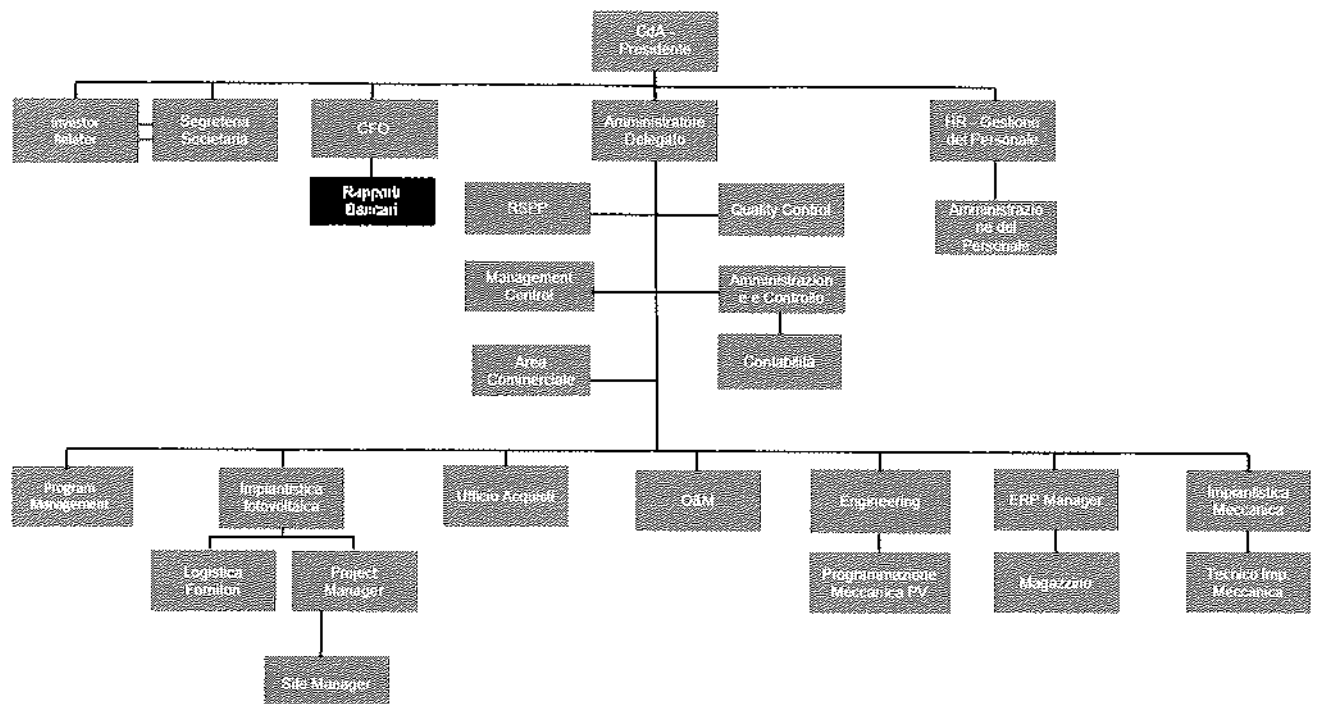 CdA -
Presidente
Investor
Relator
Segreteria
Societaria
CFO
Amministratore
Delegato
HR - Gestione
del Personale
Rapporti
Bancari
RSPP
Quality Control
Amministrazio
ne del
Personale
Management
Control
Amministrazion
e e Controllo
Area
Commerciale
Contabilità
Program
Management
Impiantistica
fotovoltaica
Ufficio Acquisti
O&M
Engineering
ERP Manager
Impiantistica
Meccanica
Logistica
Fornitori
Project
Manager
Programmazione
Meccanica PV
Magazzino
Tecnico Imp.
Meccanica
Site Manager